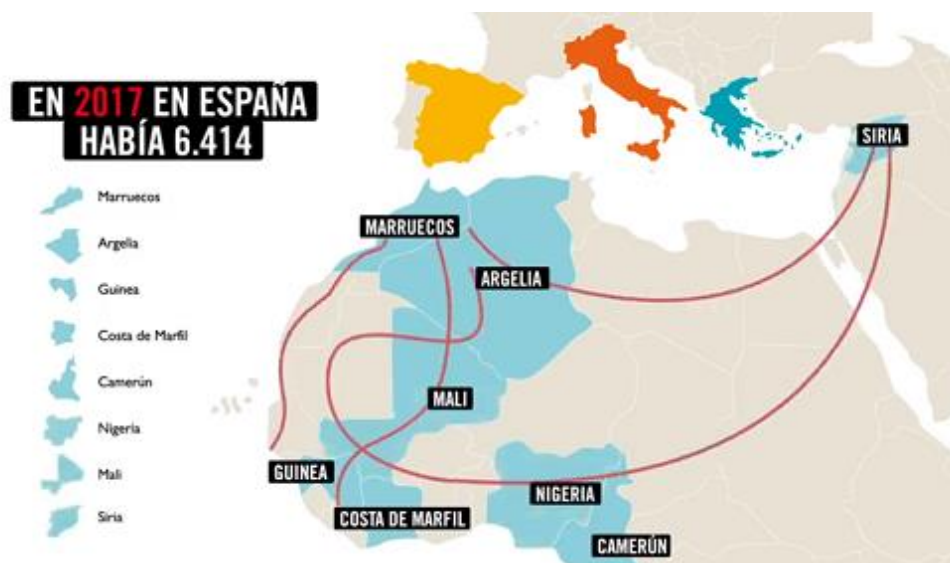 EN 2017 EN ESPAÑA
HABÍA 6.414
Marruecos
Argelia
Guinea
Costa de Marfil
Camerún
Nigeria
Mali
Siria
SIRIA
MARRUECOS
ARGELIA
MALI
GUINEA
NIGERIA
COSTA DE MARFIL
CAMERÚN